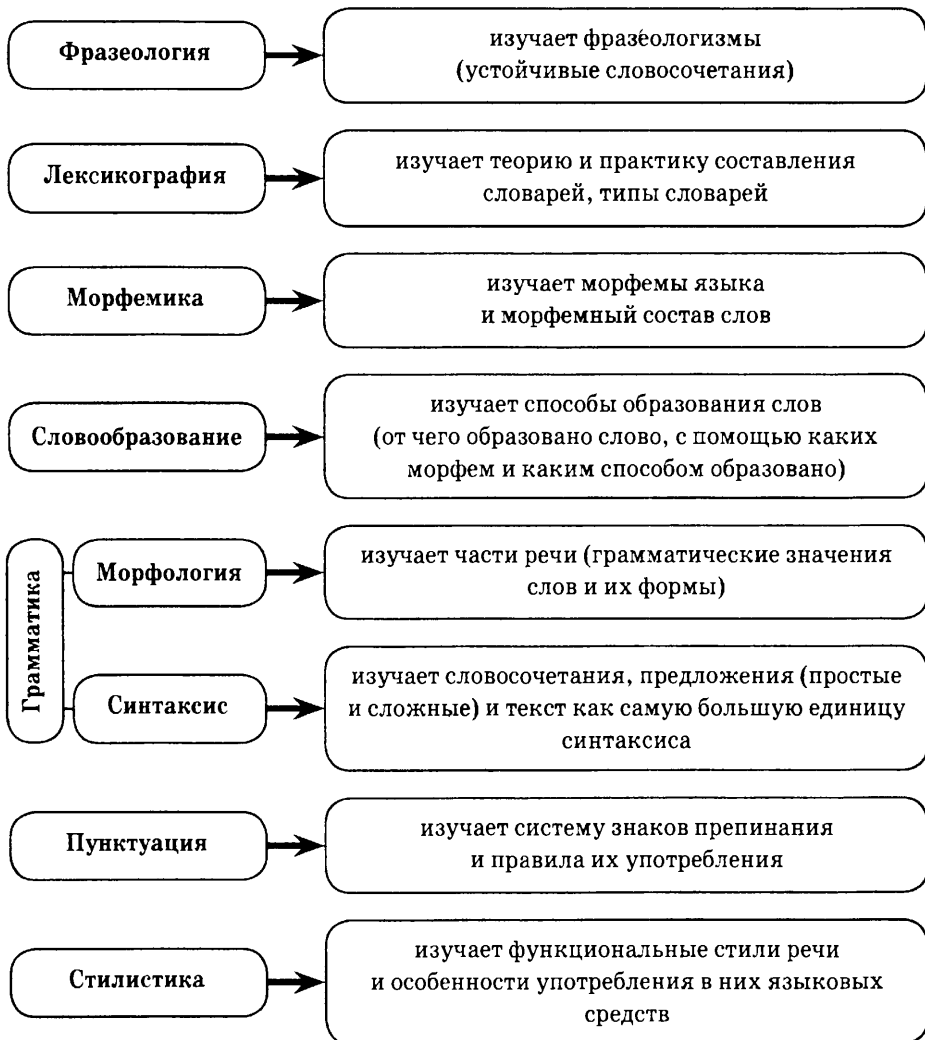 Фразеология
изучает фразеологизмы
(устойчивые словосочетания)
Лексикография
изучает теорию и практику составления
словарей, типы словарей
Морфемика
изучает морфемы языка
и морфемный состав слов
Словообразование
изучает способы образования слов
(от чего образовано слово, с помощью каких
морфем и каким способом образовано)
Грамматика
Морфология
изучает части речи (грамматические значения
слов и их формы)
Синтаксис
изучает словосочетания, предложения (простые
и сложные) и текст как самую большую единицу
синтаксиса
Пунктуация
изучает систему знаков препинания
и правила их употребления
Стилистика
изучает функциональные стили речи
и особенности употребления в них языковых
средств